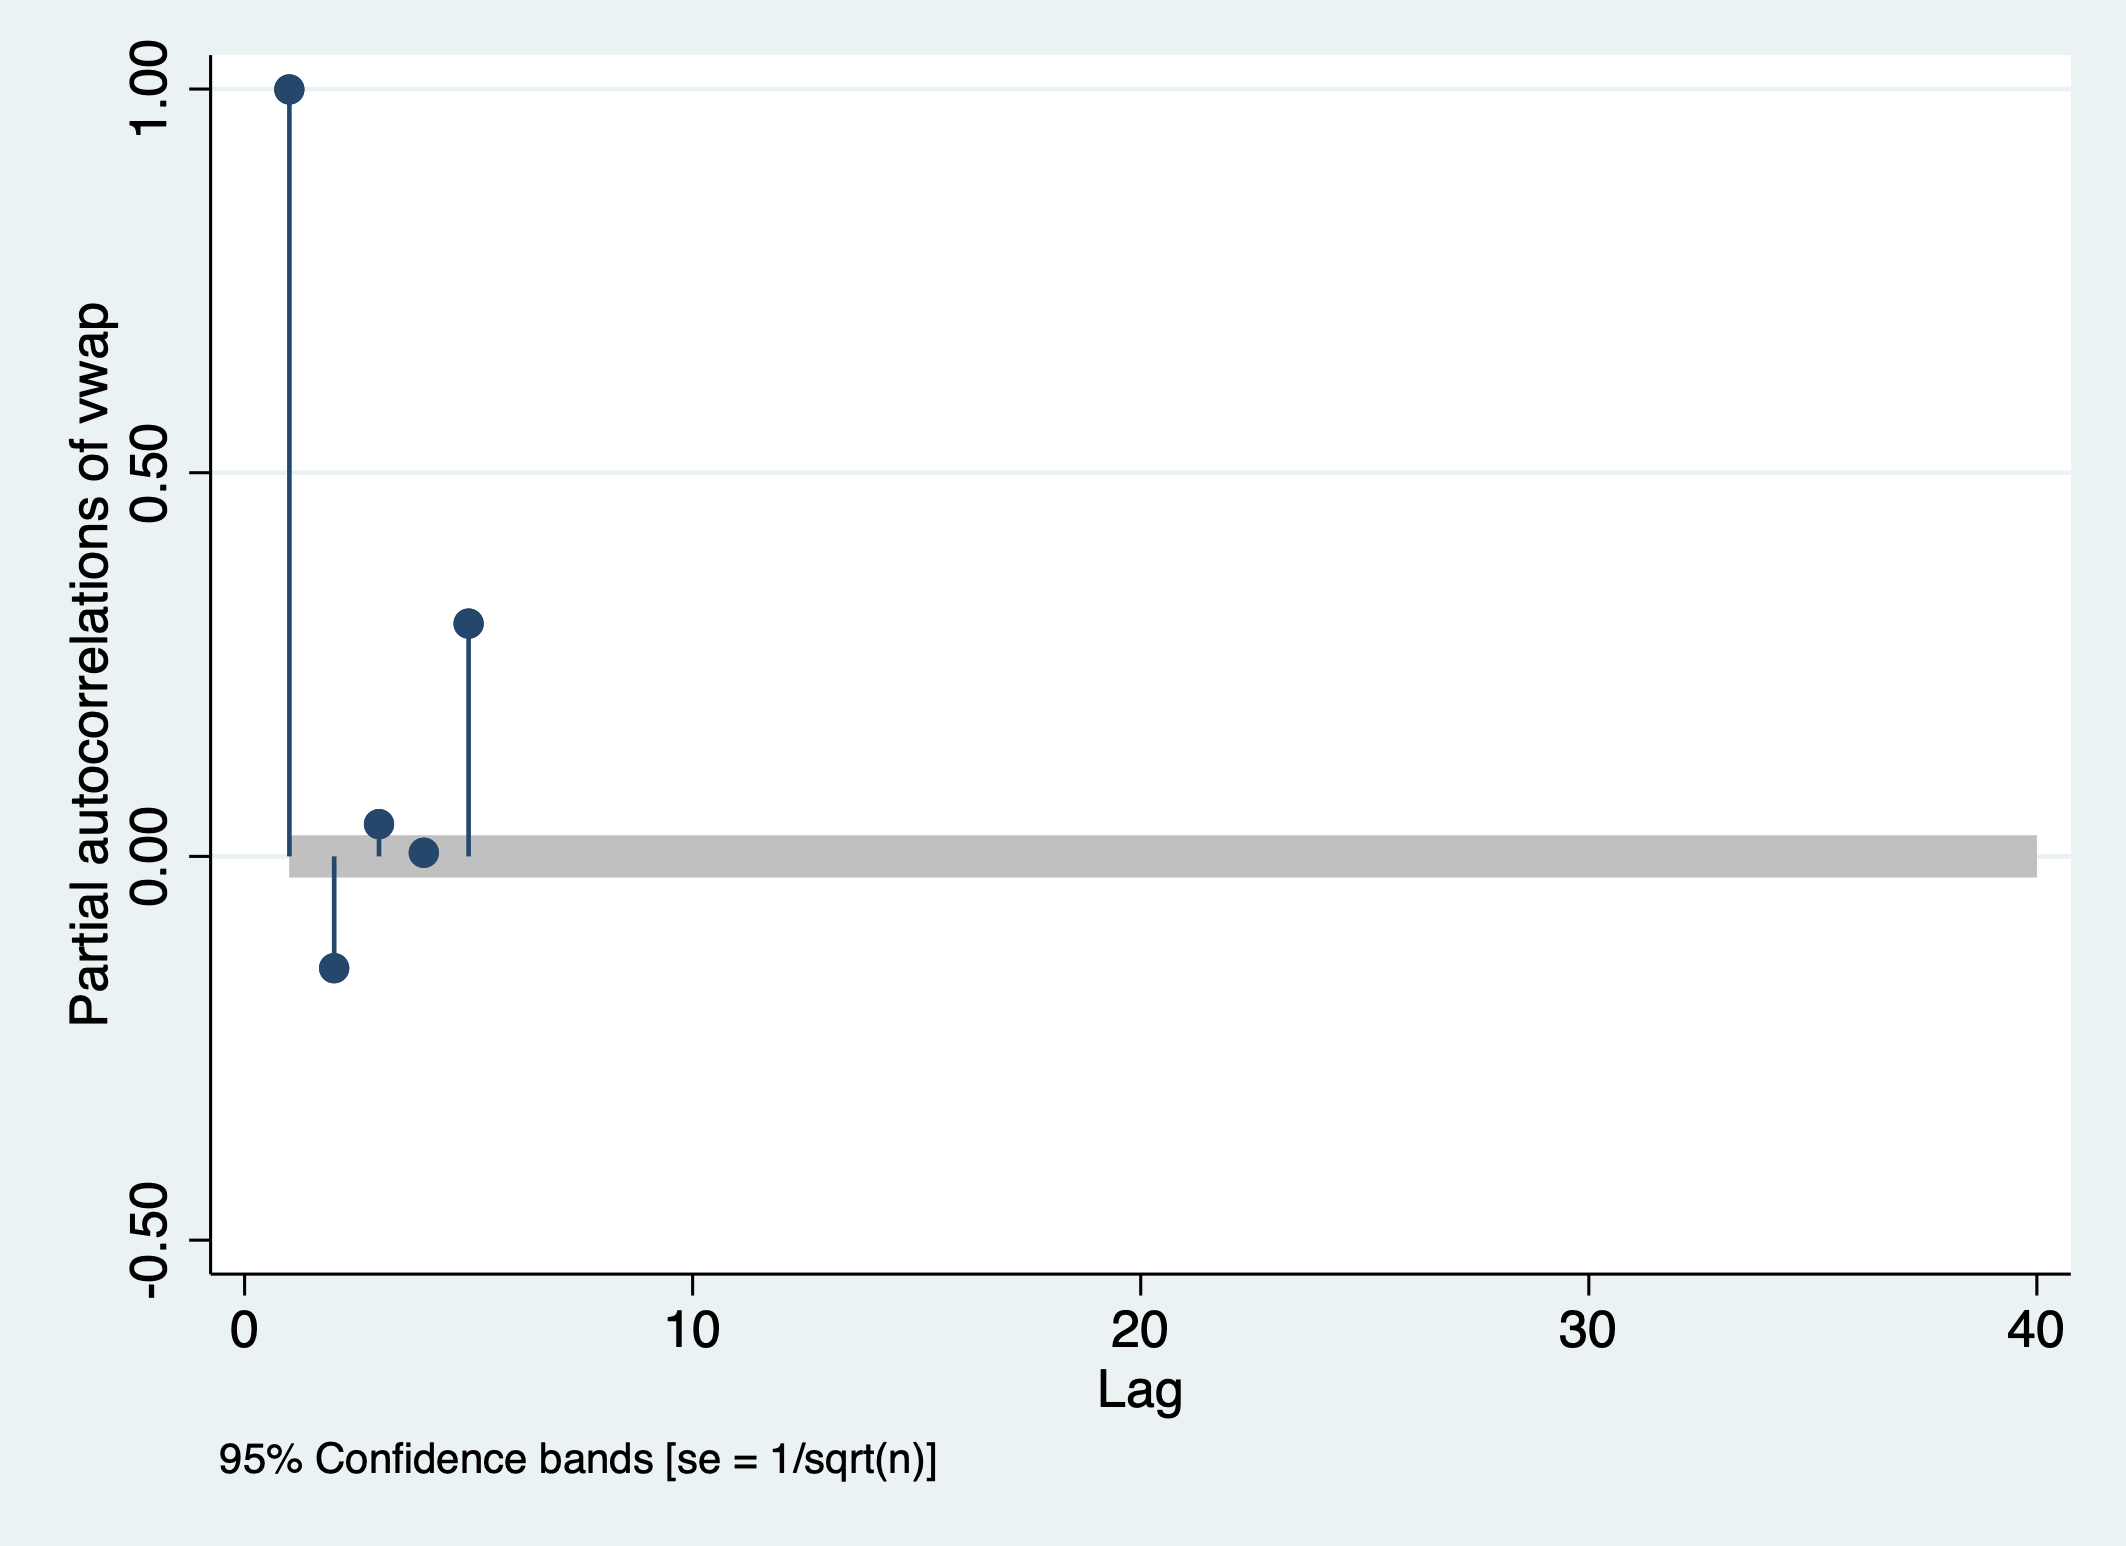 Partial autocorrelations of vwap
1.00
0.50
0.00
-0.50
0 10 20 30 40
Lag
95% Confidence bands [se = 1/sqrt(n)]